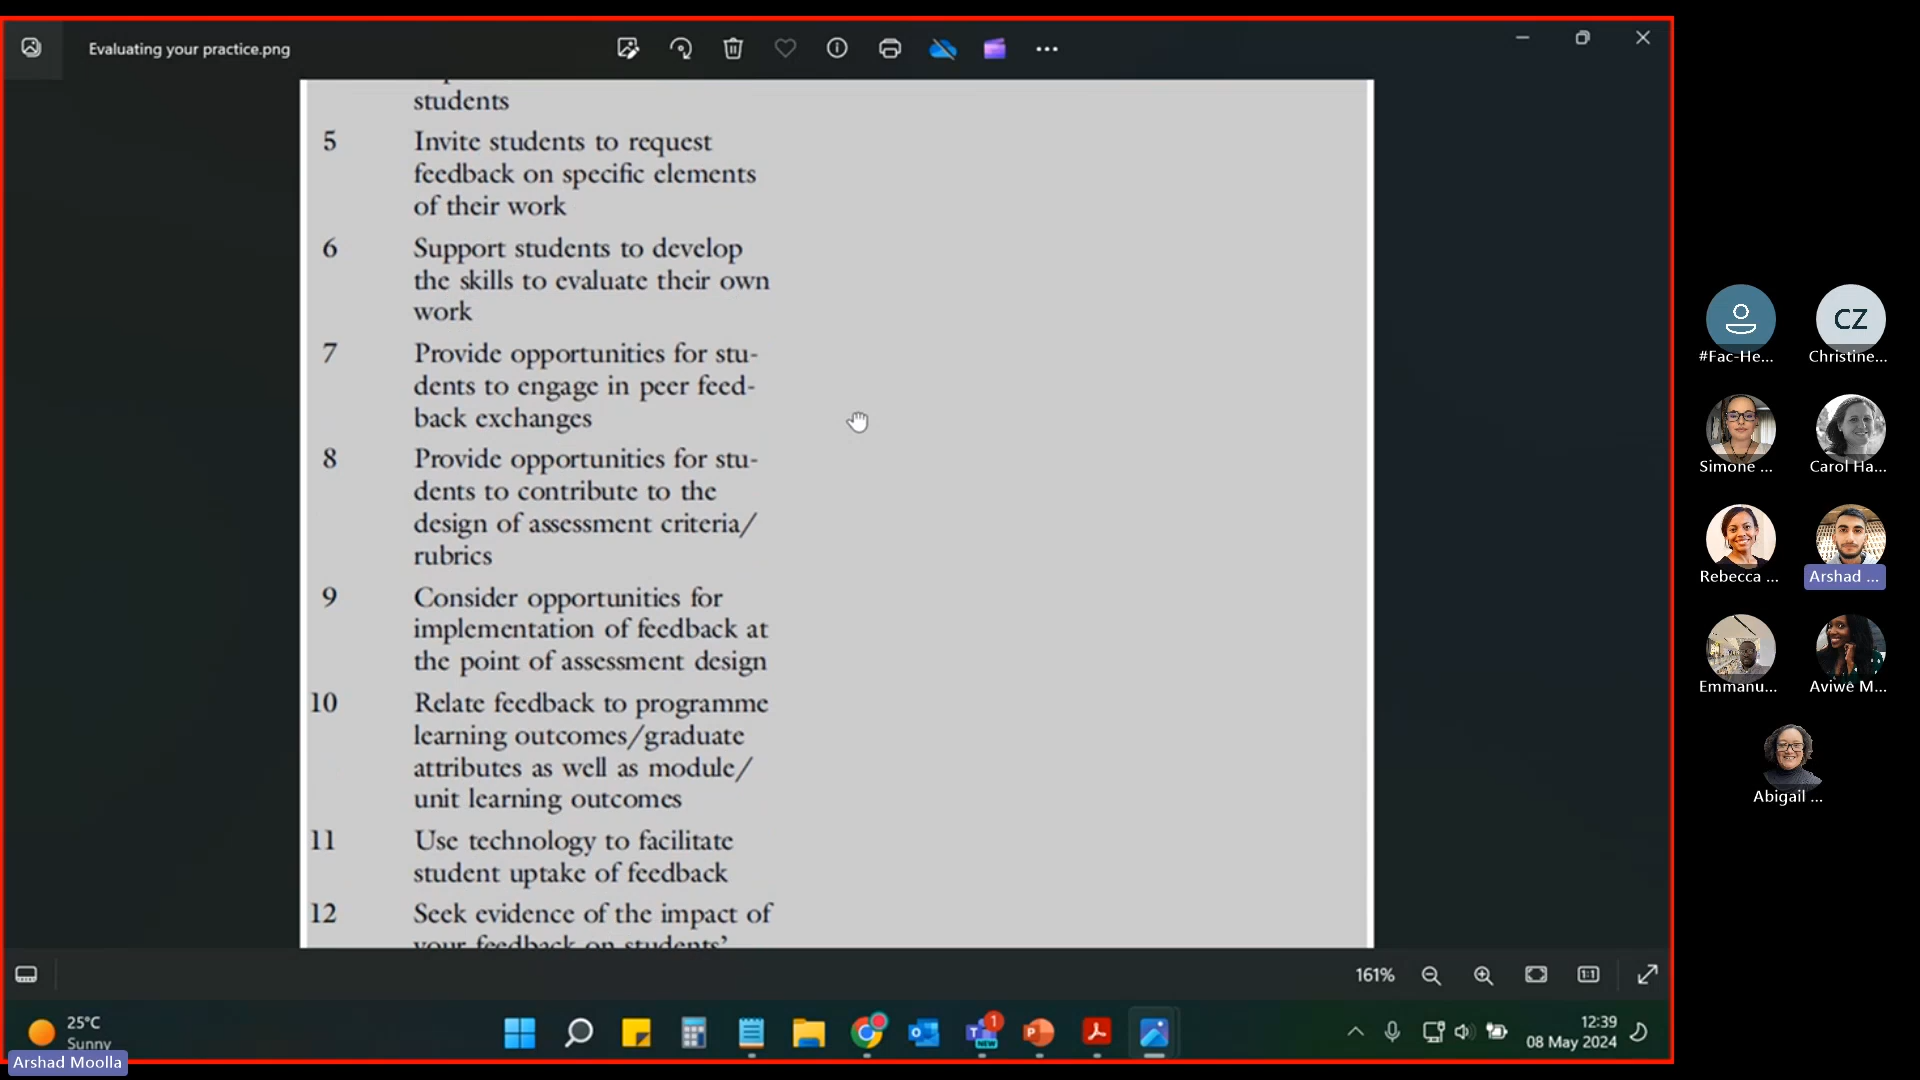 Evaluating your practice.png
students
5 Invite students to request
feedback on specific elements
of their work
6 Support students to develop
the skills to evaluate their own
work
7 Provide opportunities for stu-
dents to engage in peer feed-
back exchanges
8 Provide opportunities for stu-
dents to contribute to the
design of assessment criteria/
rubrics
9 Consider opportunities for
implementation of feedback at
the point of assessment design
10 Relate feedback to programme
learning outcomes/graduate
attributes as well as module/
unit learning outcomes
11 Use technology to facilitate
student uptake of feedback
12 Seek evidence of the impact of
your feedback on students'
161%
25°C
Sunny
1
NEW
12:39
08 May 2024
Arshad Moolla
#Fac-He...
CZ
Christine...
Simone ...
Carol Ha...
Rebecca ...
Arshad ...
Emmanu...
Aviwe M...
Abigail ...